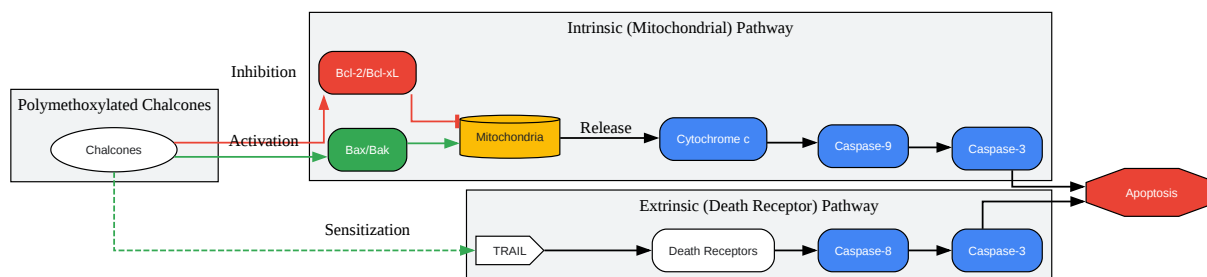 Intrinsic (Mitochondrial) Pathway
Inhibition
Bcl-2/Bcl-xL
Polymethoxylated Chalcones
Chalcones
Activation
Bax/Bak
Mitochondria
Release
Cytochrome c
Caspase-9
Caspase-3
Apoptosis
Extrinsic (Death Receptor) Pathway
Sensitization
TRAIL
Death Receptors
Caspase-8
Caspase-3